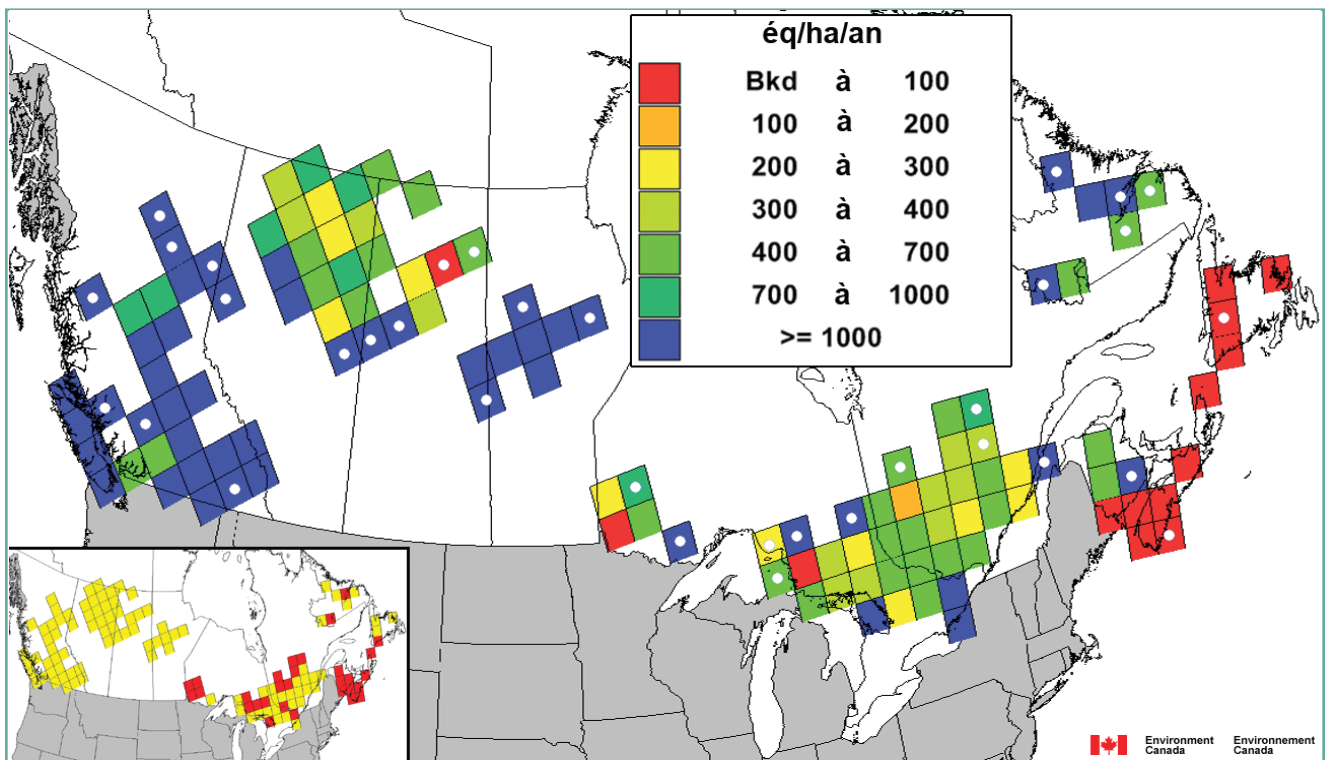 éq/ha/an
Bkd à 100
100 à 200
200 à 300
300 à 400
400 à 700
700 à 1000
>= 1000
Environment Environnement
Canada Canada